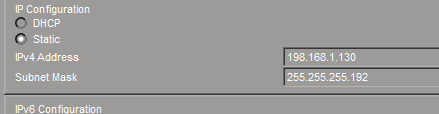 IP Configuration
DHCP
Static
IPv4 Address 198.168.1.130
Subnet Mask 255.255.255.192
IPv6 Configuration